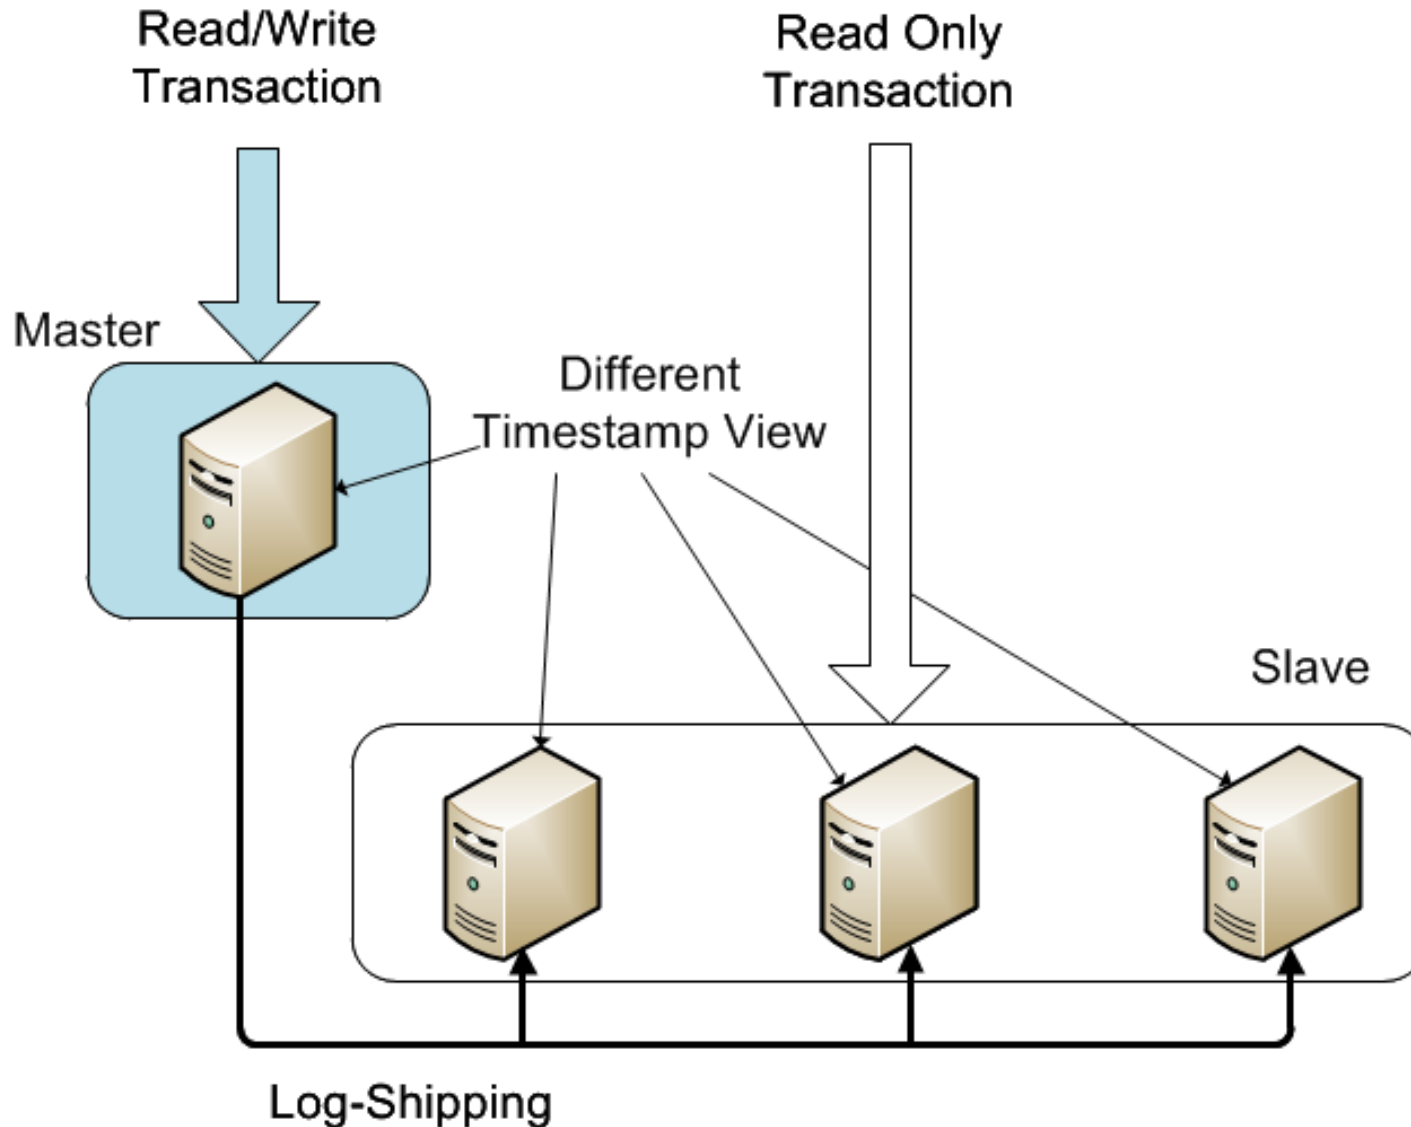 Read/Write
Transaction
Read Only
Transaction
Master
Different
Timestamp View
Slave
Log-Shipping